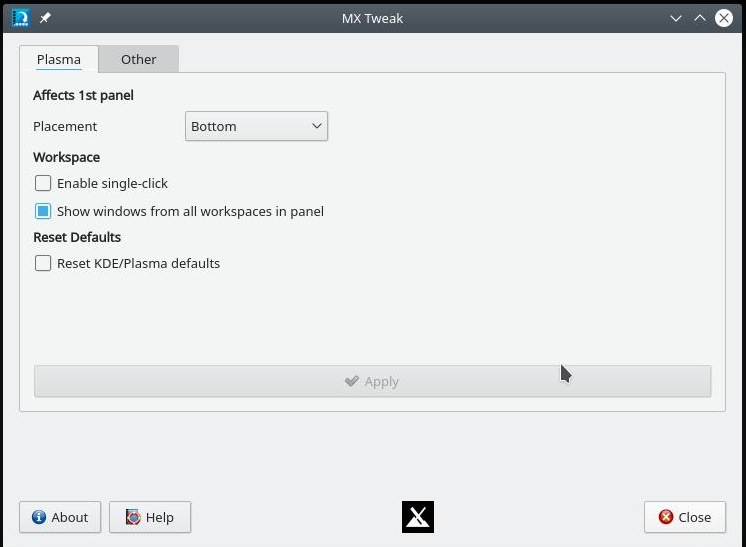 MX Tweak
Plasma Other
Affects 1st panel
Placement Bottom
Workspace
Enable single-click
Show windows from all workspaces in panel
Reset Defaults
Reset KDE/Plasma defaults
Apply
About Help Close